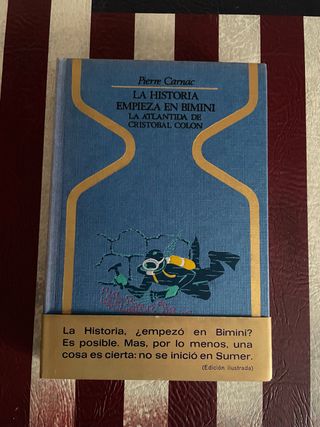 Pierre Carnac
LA HISTORIA
EMPIEZA EN BIMINI
LA ATLANTIDA DE
CRISTOBAL COLON
La Historia, ¿empezó en Bimini?
Es posible. Mas, por lo menos, una
cosa es cierta: no se inició en Sumer.
(Edición ilustrada)